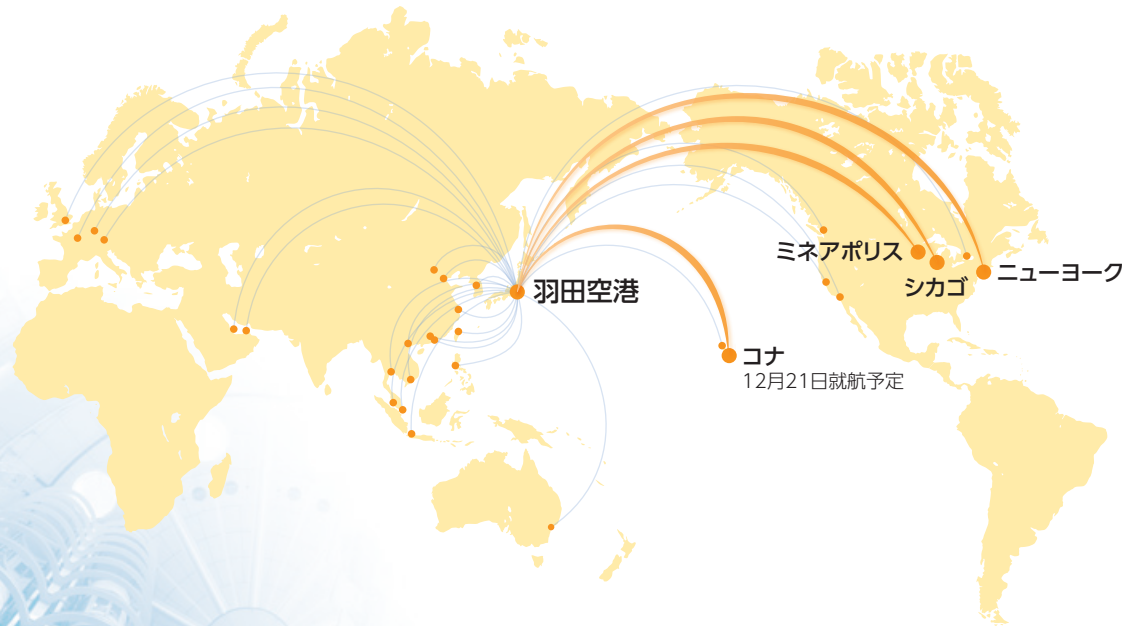 ミネアポリス
シカゴ
ニューヨーク
羽田空港
コナ
12月21日就航予定